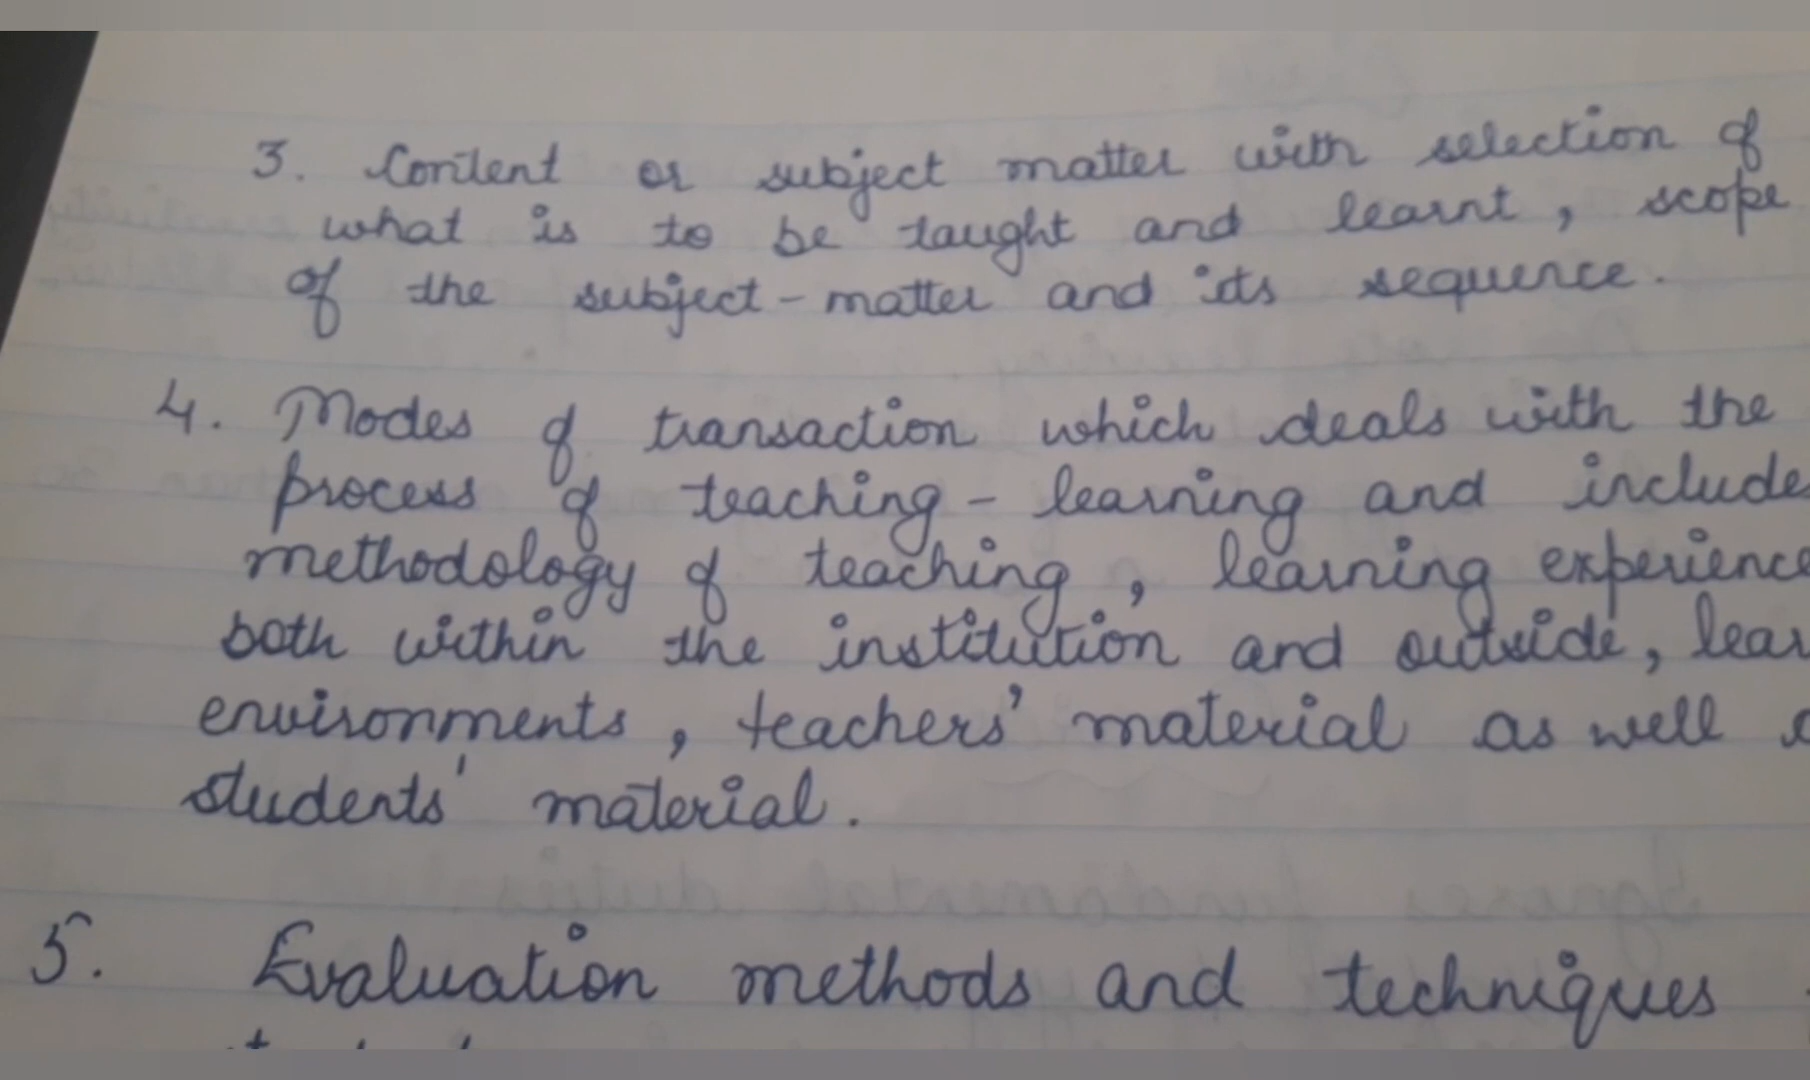 3. Content or subject matter with selection of
what is to be taught and learnt, scope
of the subject-matter and its sequence.
4. Modes of transaction which deals with the
process of teaching - learning and include
methodology of teaching, learning experience
both within the institution and outside, lear
environments, teachers' material as well
students' material.
5. Evaluation methods and techniques